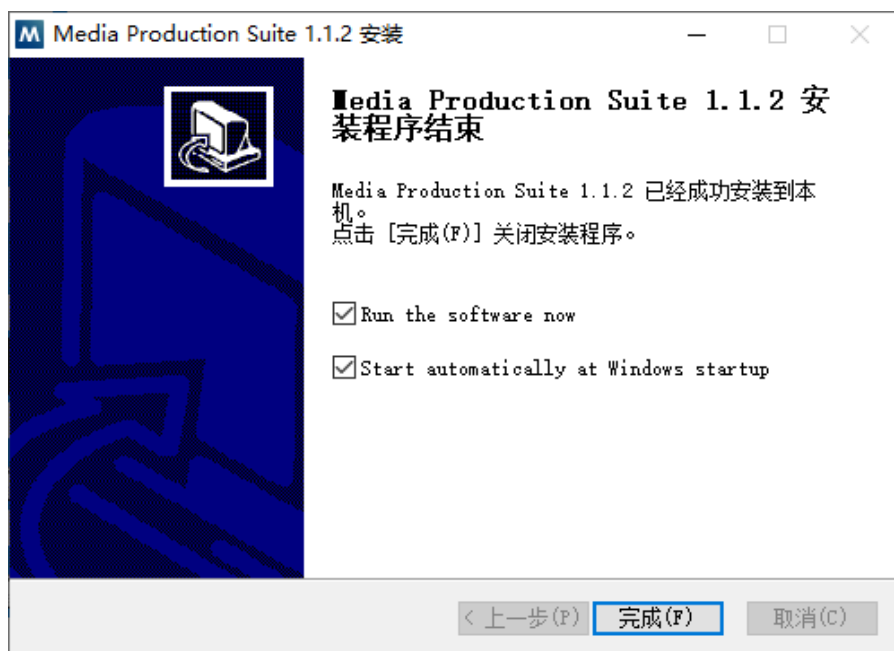 M Media Production Suite 1.1.2 安装
Media Production Suite 1.1.2 安
装程序结束
Media Production Suite 1.1.2 已经成功安装到本
机。
点击 [完成(F)] 关闭安装程序。
Run the software now
Start automatically at Windows startup
< 上一步(P) 完成(F) 取消(C)